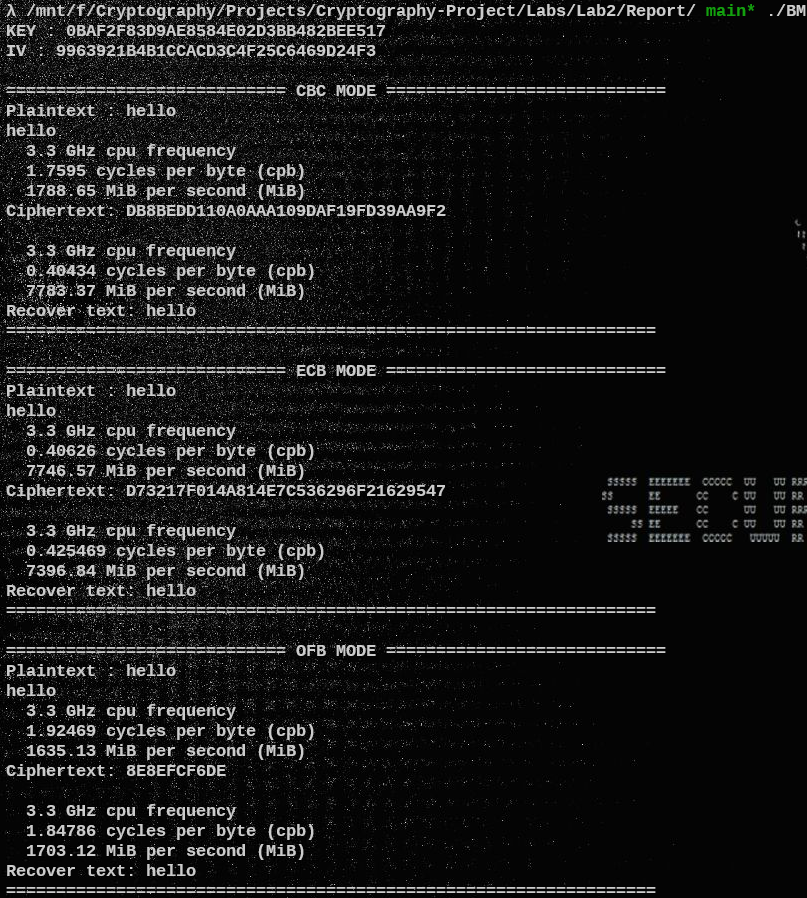 λ /mnt/f/Cryptography/Projects/Cryptography-Project/Labs/Lab2/Report/ main* ./BM
KEY : 0BAF2F83D9AE8584E02D3BB482BEE517
IV : 9963921B4B1CCACD3C4F25C6469D24F3
============================ CBC MODE ============================
Plaintext : hello
hello
3.3 GHz cpu frequency
1.7595 cycles per byte (cpb)
1788.65 MiB per second (MiB)
Ciphertext: DB8BEDD110A0AAA109DAF19FD39AA9F2
3.3 GHz cpu frequency
0.40434 cycles per byte (cpb)
7783.37 MiB per second (MiB)
Recover text: hello
=================================================================
============================ ECB MODE ============================
Plaintext : hello
hello
3.3 GHz cpu frequency
0.40626 cycles per byte (cpb)
7746.57 MiB per second (MiB)
Ciphertext: D73217F014A814E7C536296F21629547
3.3 GHz cpu frequency
0.425469 cycles per byte (cpb)
7396.84 MiB per second (MiB)
Recover text: hello
=================================================================
============================ OFB MODE ============================
Plaintext : hello
hello
3.3 GHz cpu frequency
1.92469 cycles per byte (cpb)
1635.13 MiB per second (MiB)
Ciphertext: 8E8EFCF6DE
3.3 GHz cpu frequency
1.84786 cycles per byte (cpb)
1703.12 MiB per second (MiB)
Recover text: hello
=================================================================
SECUR